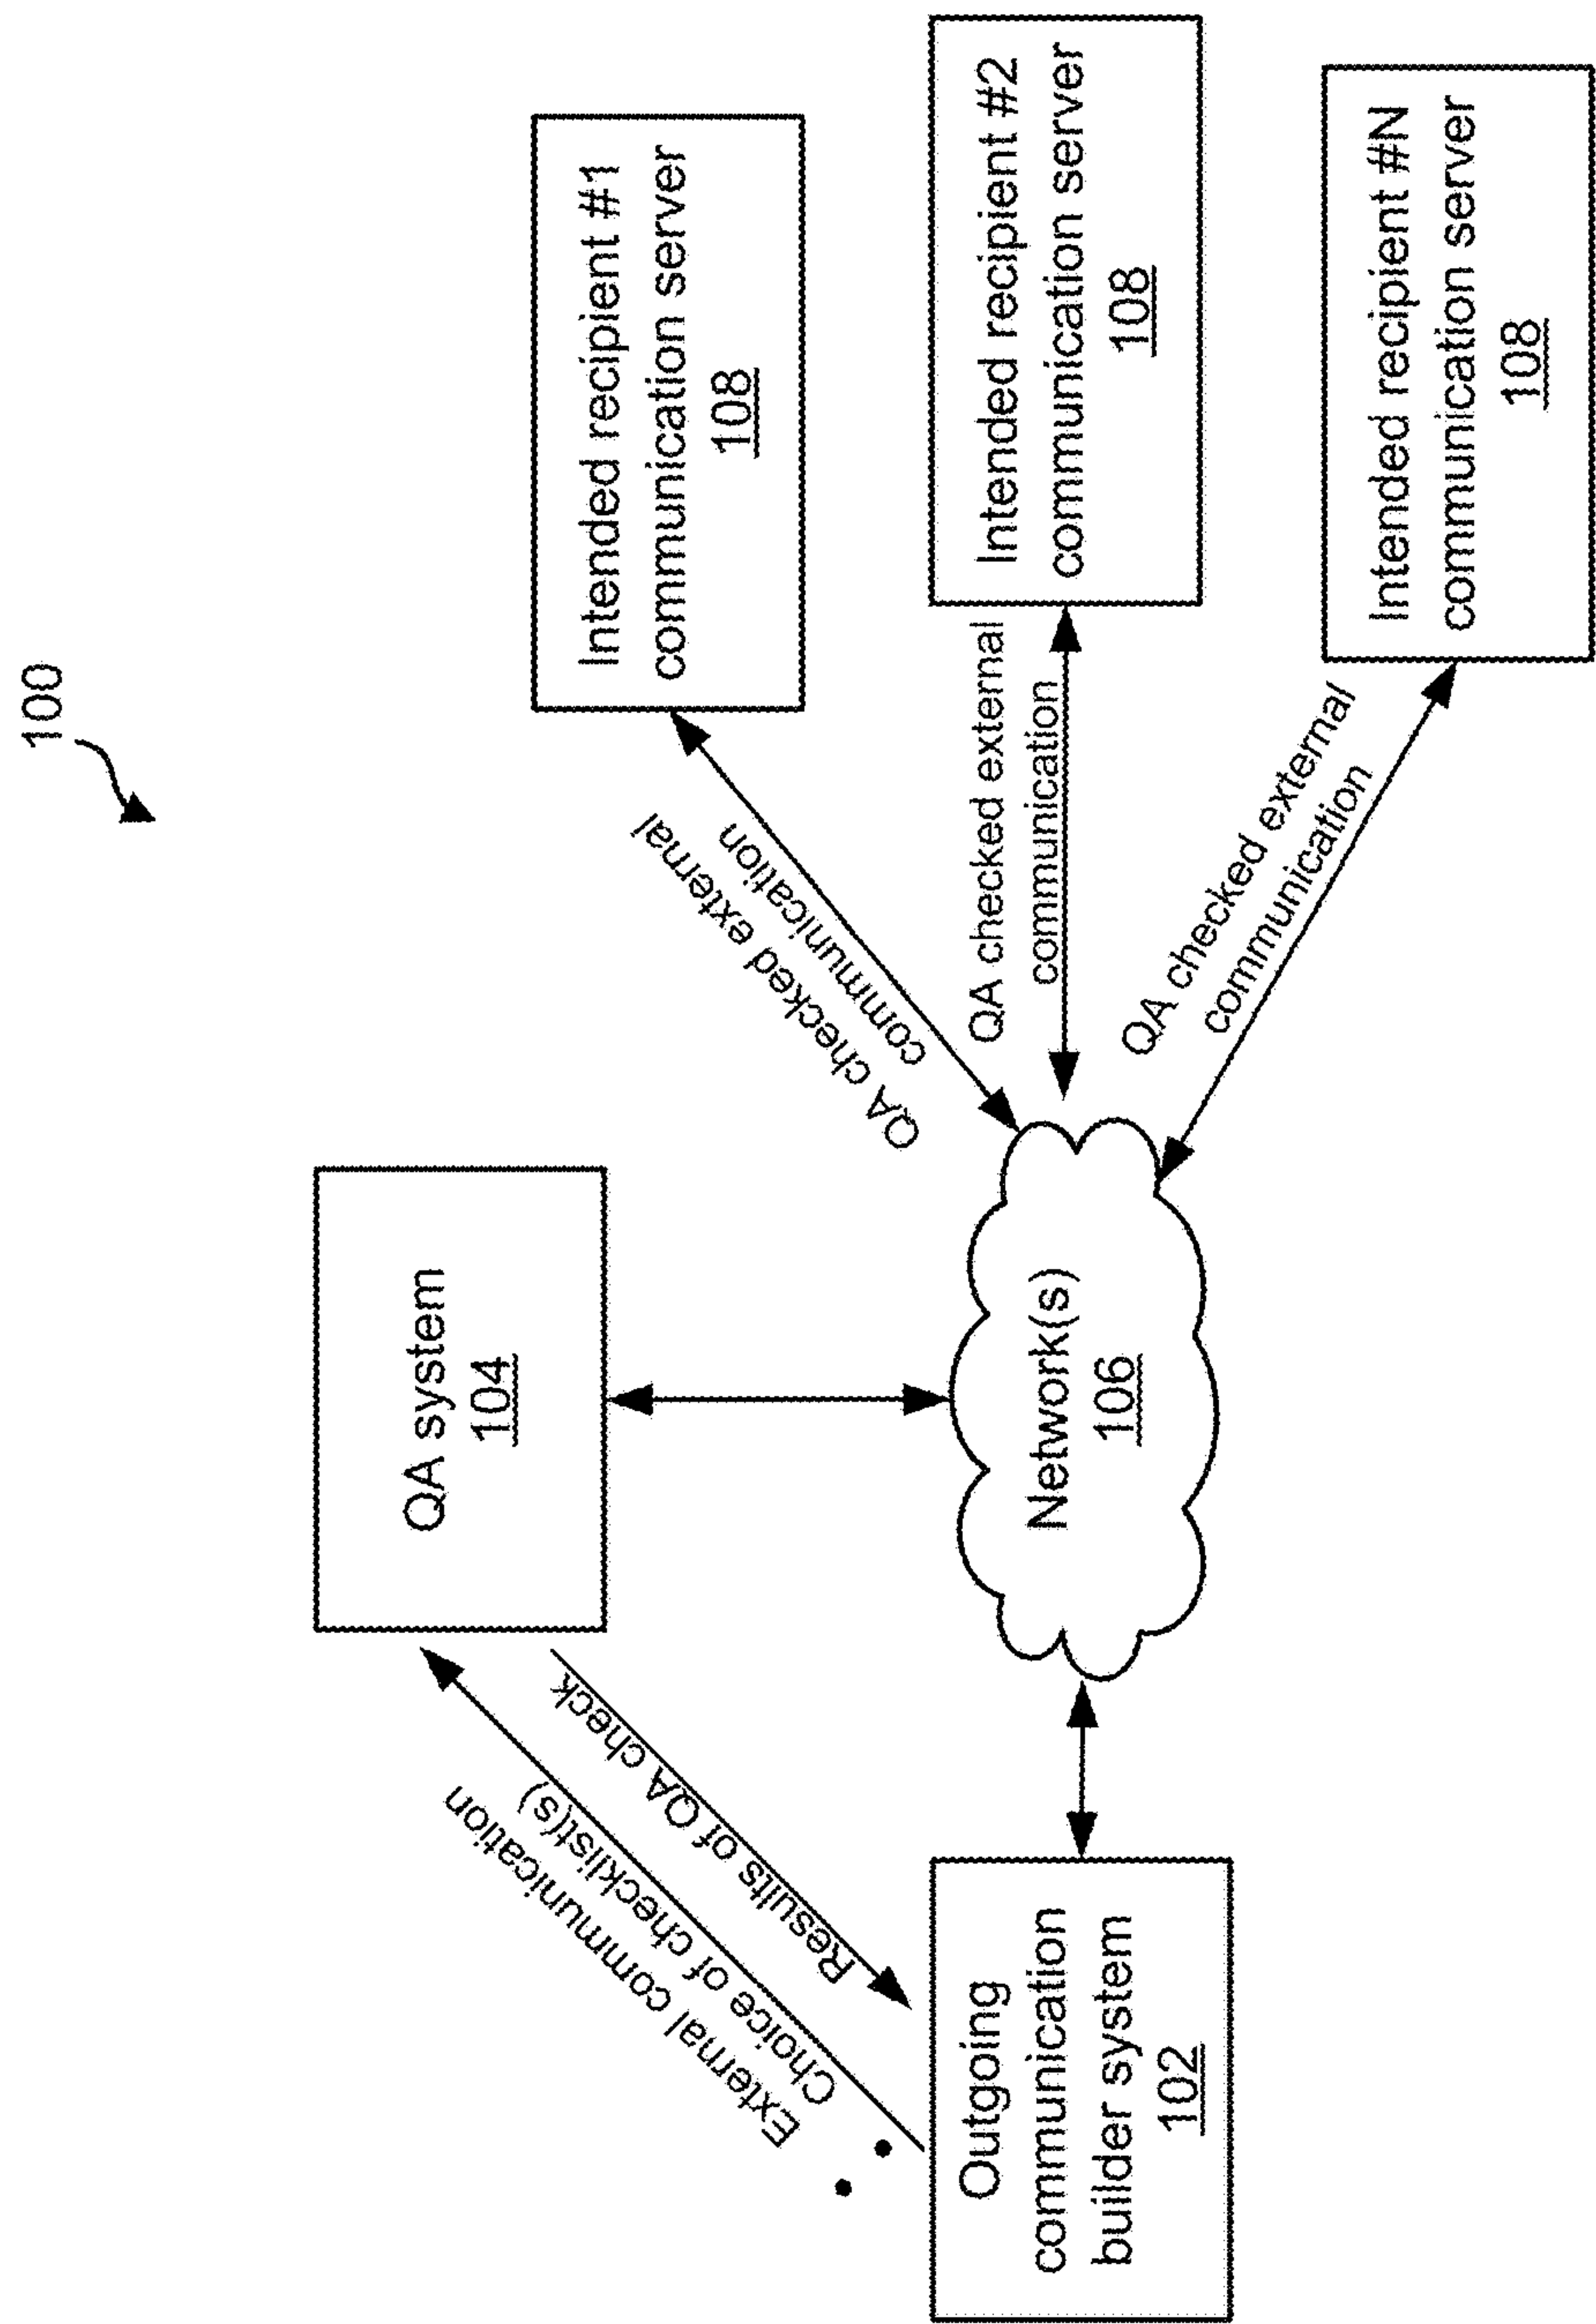 100
QA system
104
• External communication
• Choice of checklist(s)
Results of QA check
Outgoing
communication
builder system
102
Network(s)
106
QA checked external
communication
QA checked external
communication
QA checked external
communication
Intended recipient #1
communication server
108
Intended recipient #2
communication server
108
Intended recipient #N
communication server
108